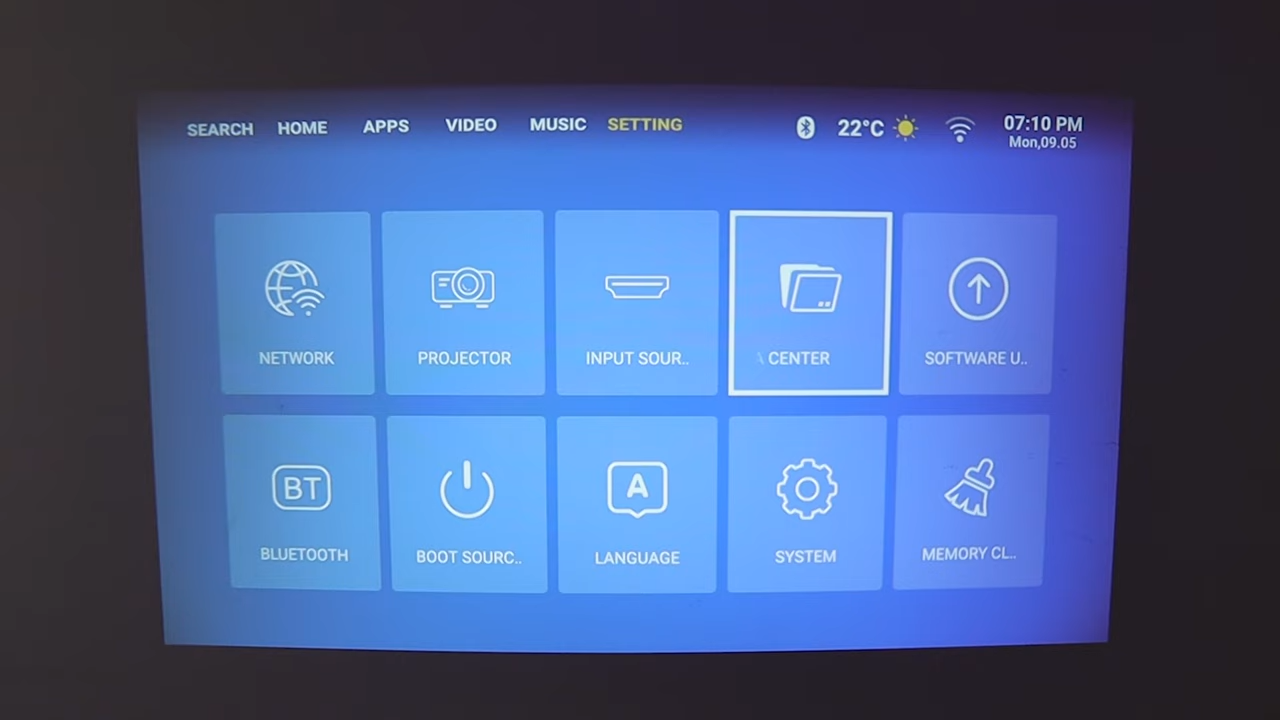 SEARCH HOME APPS VIDEO MUSIC SETTING 22°C 07:10 PM
Mon,09.05
NETWORK PROJECTOR INPUT SOUR.. CENTER SOFTWARE U..
BT A
BLUETOOTH BOOT SOURC.. LANGUAGE SYSTEM MEMORY CL..